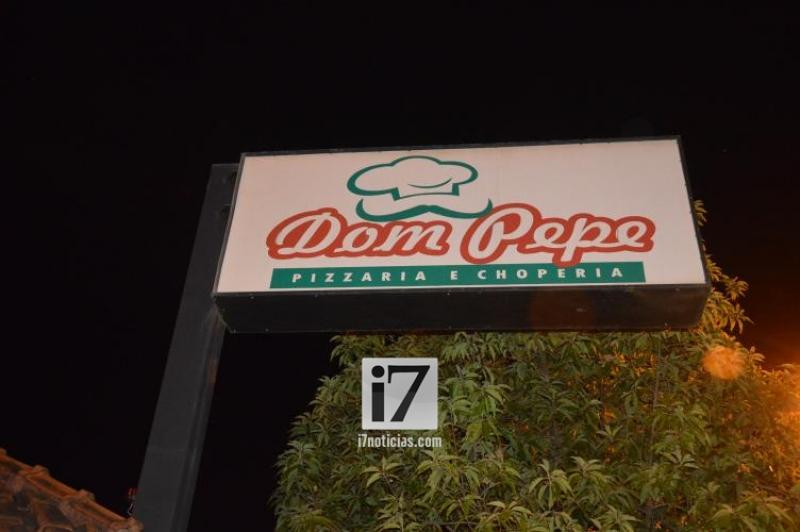 Dom Pepe
PIZZARIA E CHOPERIA
i7
i7noticias.com